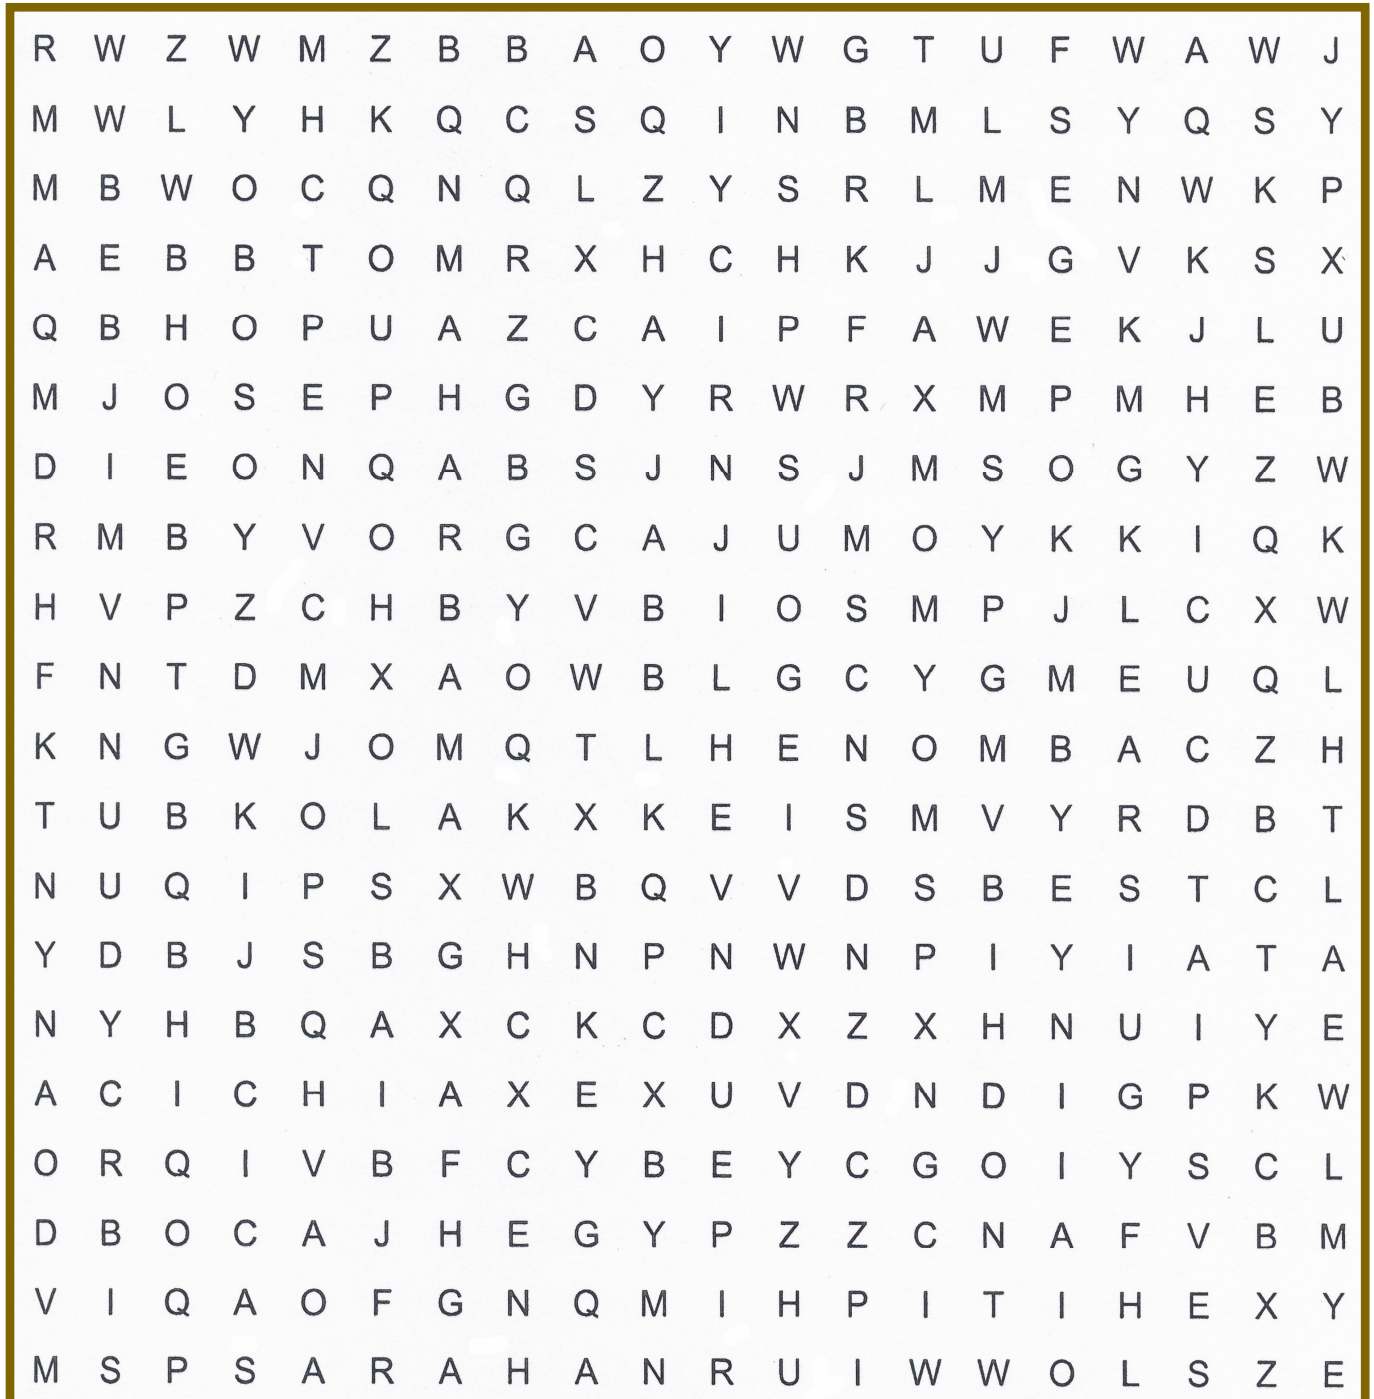 R W Z W M Z B B A O Y W G T U F W A W J
M W L Y H K Q C S Q I N B M L S Y Q S Y
M B W O C Q N Q L Z Y S R L M E N W K P
A E B B T O M R X H C H K J J G V K S X
Q B H O P U A Z C A I P F A W E K J L U
M J O S E P H G D Y R W R X M P M H E B
D I E O N Q A B S J N S J M S O G Y Z W
R M B Y V O R G C A J U M O Y K K I Q K
H V P Z C H B Y V B I O S M P J L C X W
F N T D M X A O W B L G C Y G M E U Q L
K N G W J O M Q T L H E N O M B A C Z H
T U B K O L A K X K E I S M V Y R D B T
N U Q I P S X W B Q V V D S B E S T C L
Y D B J S B G H N P N W N P I Y I A T A
N Y H B Q A X C K C D X Z X H N U I Y E
A C I C H I A X E X U V D N D I G P K W
O R Q I V B F C Y B E Y C G O I Y S C L
D B O C A J H E G Y P Z Z C N A F V B M
V I Q A O F G N Q M I H P I T I H E X Y
M S P S A R A H A N R U I W W O L S Z E